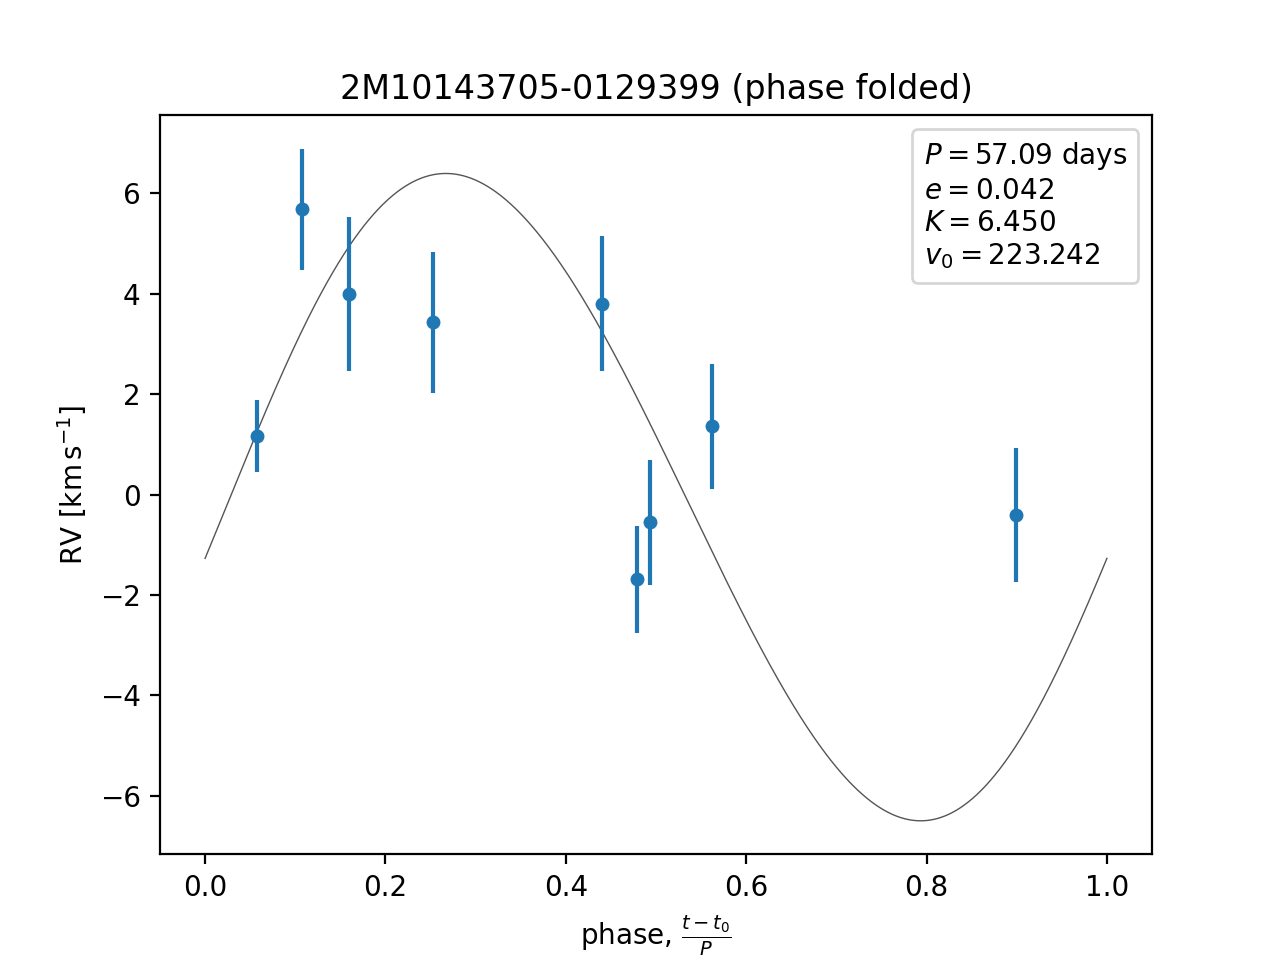 2M10143705-0129399 (phase folded)
P = 57.09 days
e = 0.042
K = 6.450
v₀ = 223.242
RV [km s⁻¹]
6
4
2
0
−2
−4
−6
0.0 0.2 0.4 0.6 0.8 1.0
phase, (t − t₀)/P